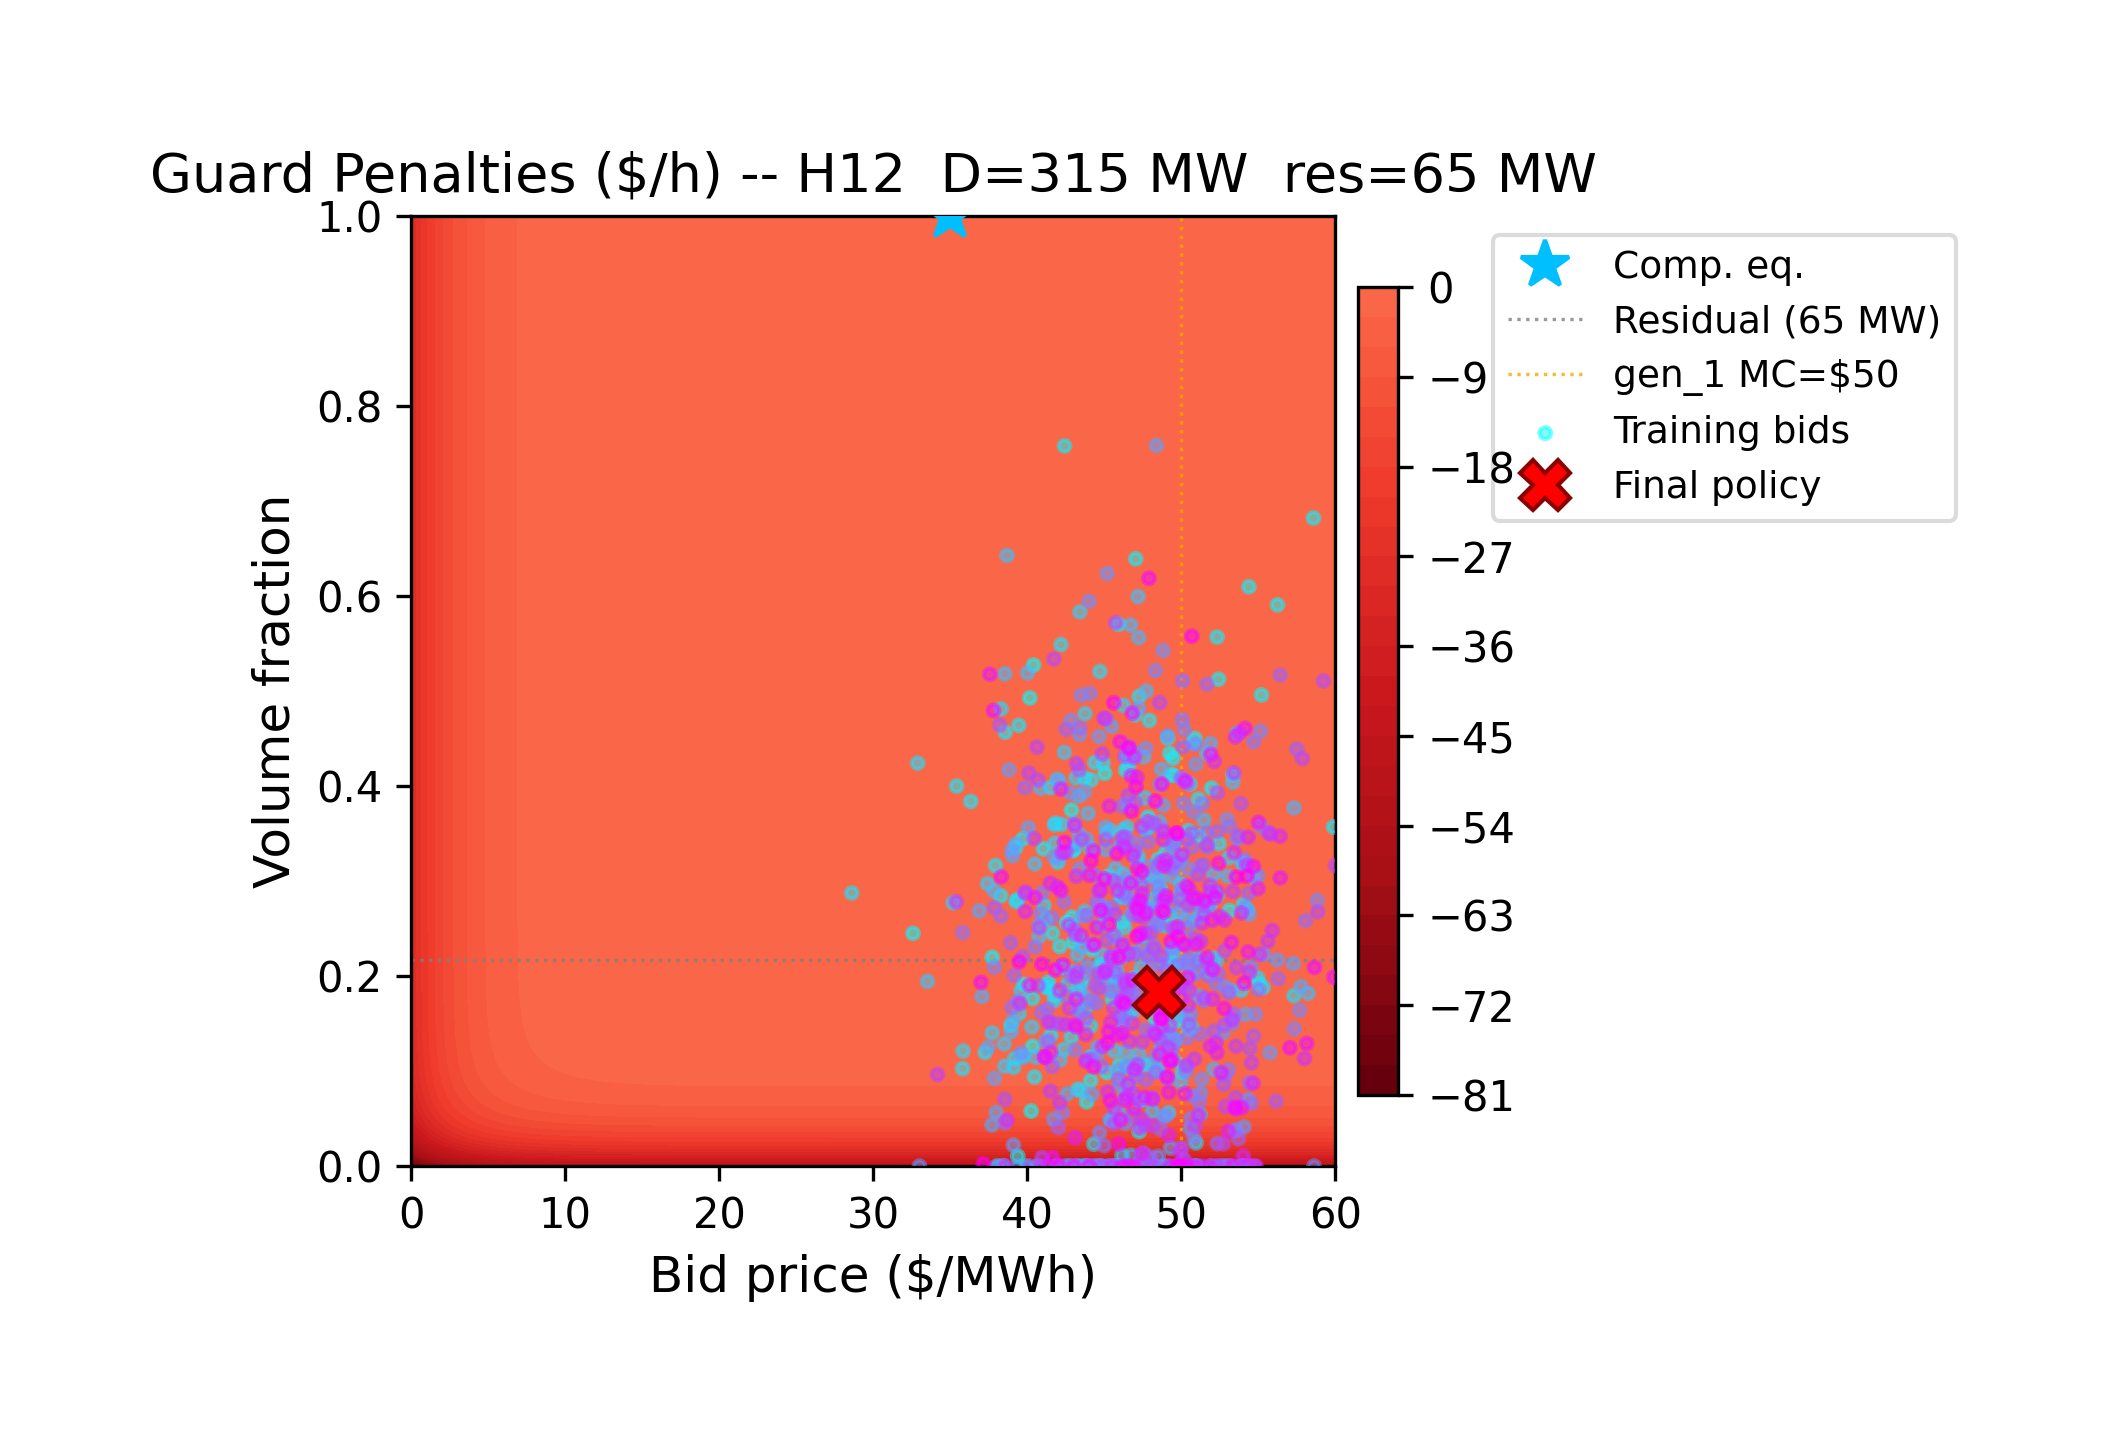 Guard Penalties ($/h) -- H12  D=315 MW  res=65 MW
1.0
0.8
0.6
0.4
0.2
0.0
Volume fraction
0
10
20
30
40
50
60
Bid price ($/MWh)
0
−9
−18
−27
−36
−45
−54
−63
−72
−81
Comp. eq.
Residual (65 MW)
gen_1 MC=$50
Training bids
Final policy